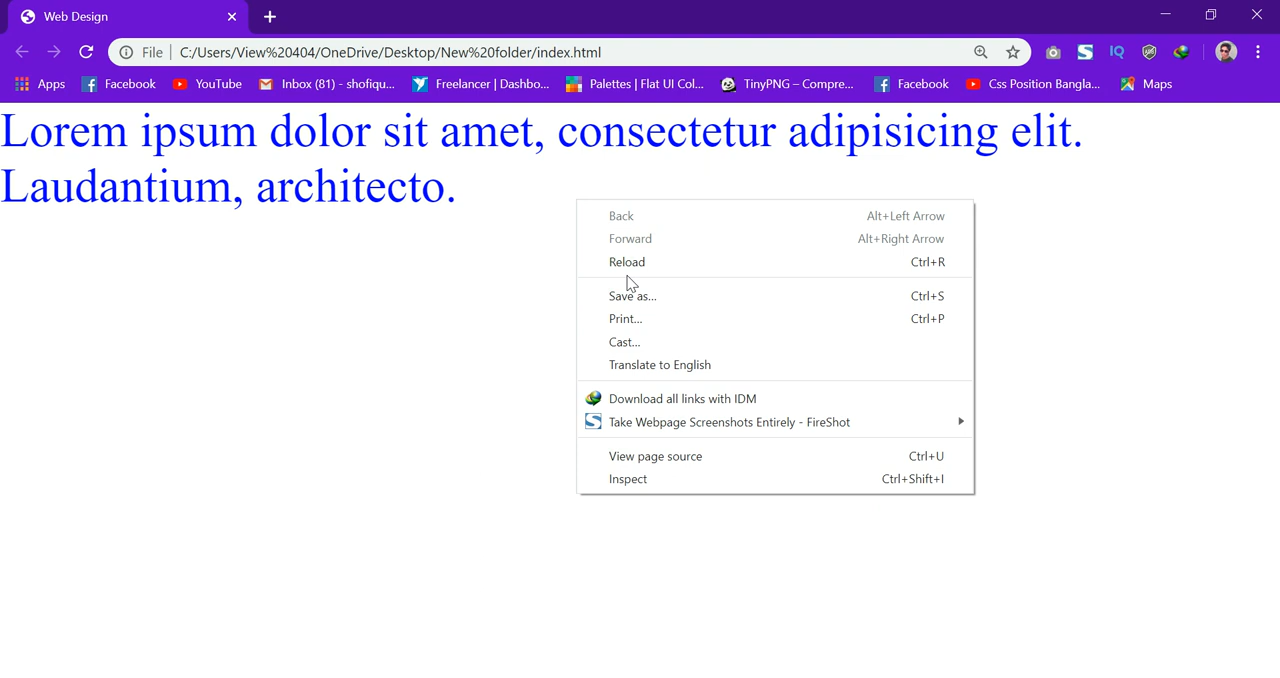 Web Design
File
C:/Users/View%20404/OneDrive/Desktop/New%20folder/index.html
Apps Facebook YouTube Inbox (81) - shofiqu... Freelancer | Dashbo... Palettes | Flat UI Col... TinyPNG – Compre... Facebook Css Position Bangla... Maps
Lorem ipsum dolor sit amet, consectetur adipisicing elit.
Laudantium, architecto.
Back Alt+Left Arrow
Forward Alt+Right Arrow
Reload Ctrl+R
Save as... Ctrl+S
Print... Ctrl+P
Cast...
Translate to English
Download all links with IDM
Take Webpage Screenshots Entirely - FireShot
View page source Ctrl+U
Inspect Ctrl+Shift+I